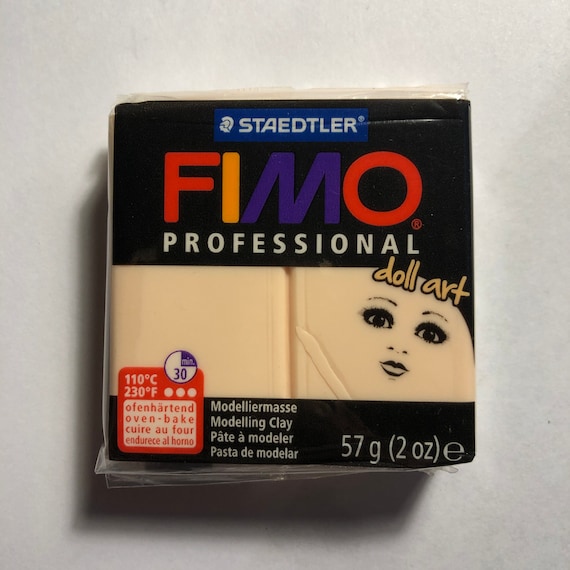 STAEDTLER
FIMO®
PROFESSIONAL
doll art
min.
30
110°C
230°F
ofenhärtend
oven-bake
cuire au four
endurece al horno
Modelliermasse
Modelling Clay
Pâte à modeler
Pasta de modelar
57 g (2 oz) ℮